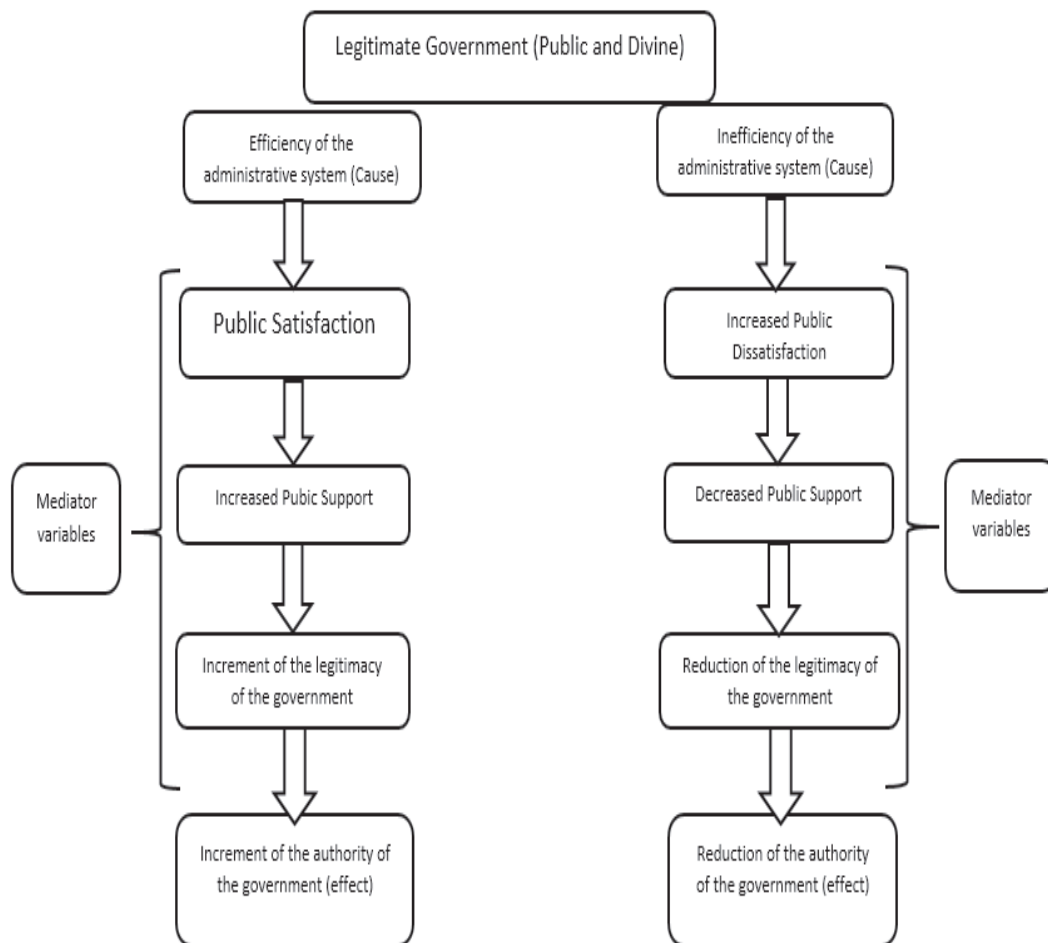 Legitimate Government (Public and Divine)
Efficiency of the
administrative system (Cause)
Inefficiency of the
administrative system (Cause)
Public Satisfaction
Increased Public
Dissatisfaction
Mediator
variables
Increased Pubic Support
Decreased Public Support
Mediator
variables
Increment of the legitimacy
of the government
Reduction of the legitimacy of
the government
Increment of the authority of
the government (effect)
Reduction of the authority
of the government (effect)